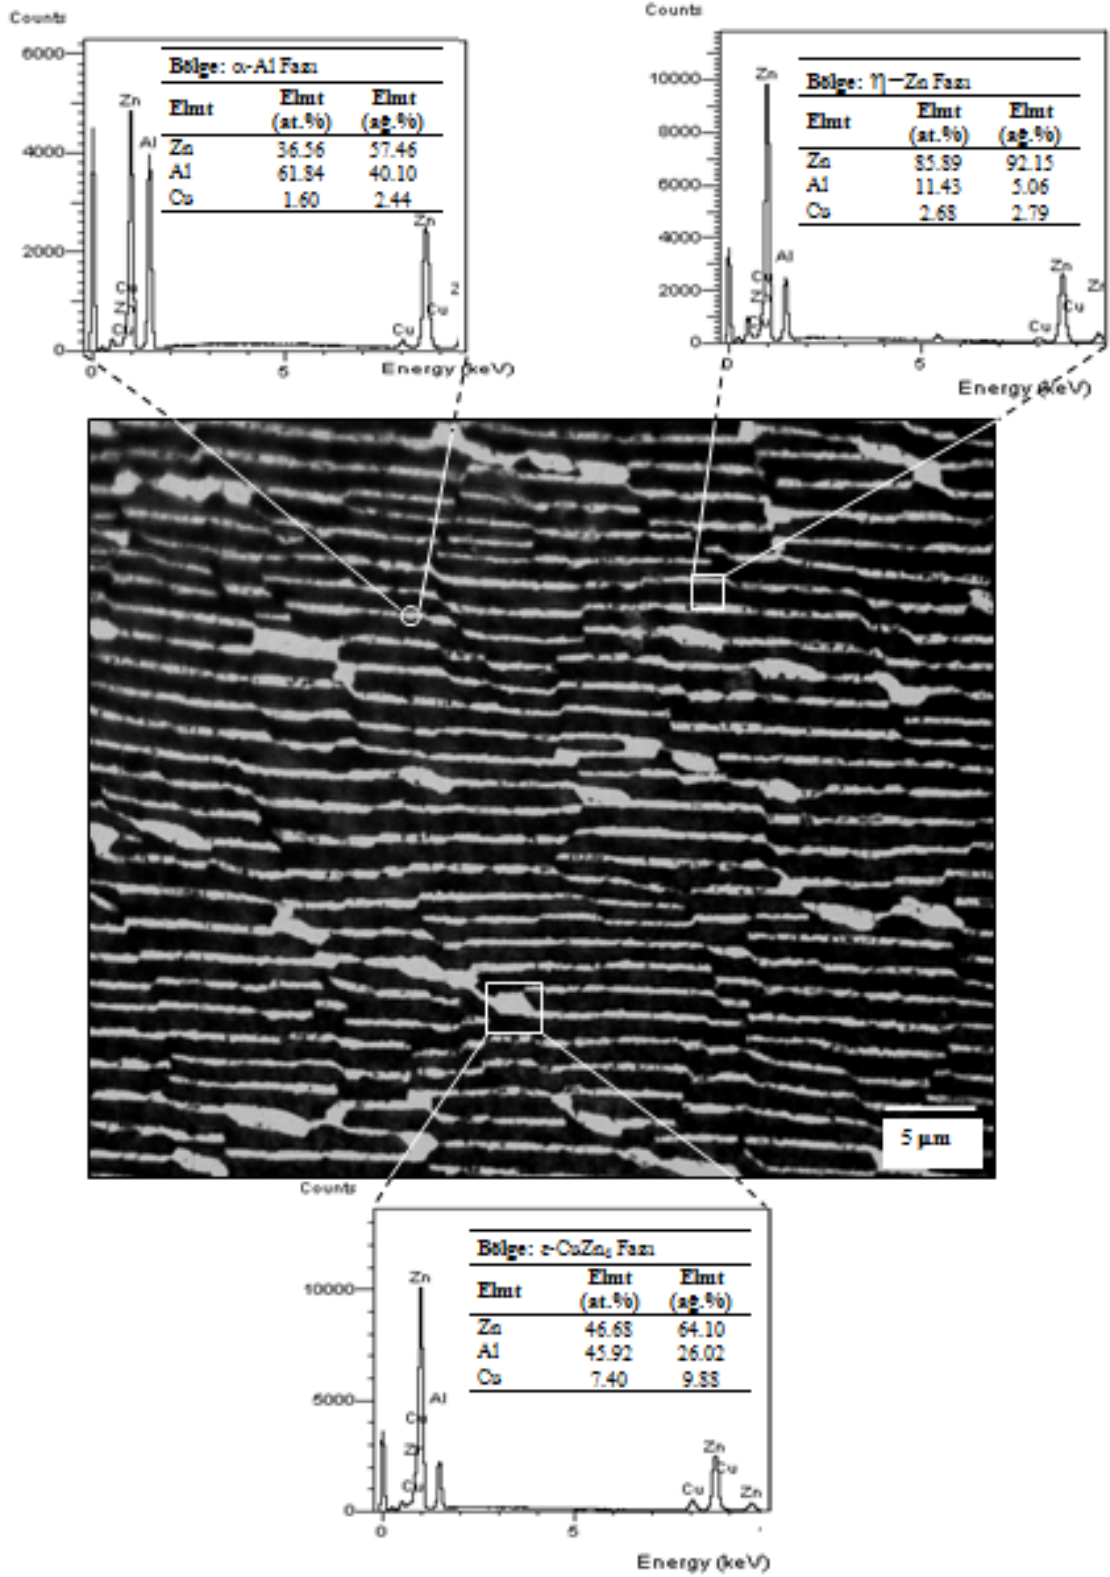 Counts
6000
4000
2000
0
Bölge: α-Al Fazı
Elmt Elmt (at.%) Elmt (ağ.%)
Zn 36.56 57.46
Al 61.84 40.10
Cu 1.60 2.44
Zn
Al
Cu
Cu
Zn
Cu
Cu
0 5
Energy (keV)
Counts
10000
8000
6000
4000
2000
0
Bölge: η−Zn Fazı
Elmt Elmt (at.%) Elmt (ağ.%)
Zn 85.89 92.15
Al 11.43 5.06
Cu 2.68 2.79
Zn
Al
Cu
Zn
Cu
Cu
0 5
Energy (keV)
5 µm
Counts
10000
5000
0
Bölge: ε-CuZn₄ Fazı
Elmt Elmt (at.%) Elmt (ağ.%)
Zn 46.68 64.10
Al 45.92 26.02
Cu 7.40 9.88
Zn
Al
Cu
Zn
Cu
Zn
Cu
Cu
Zn
0 5
Energy (keV)